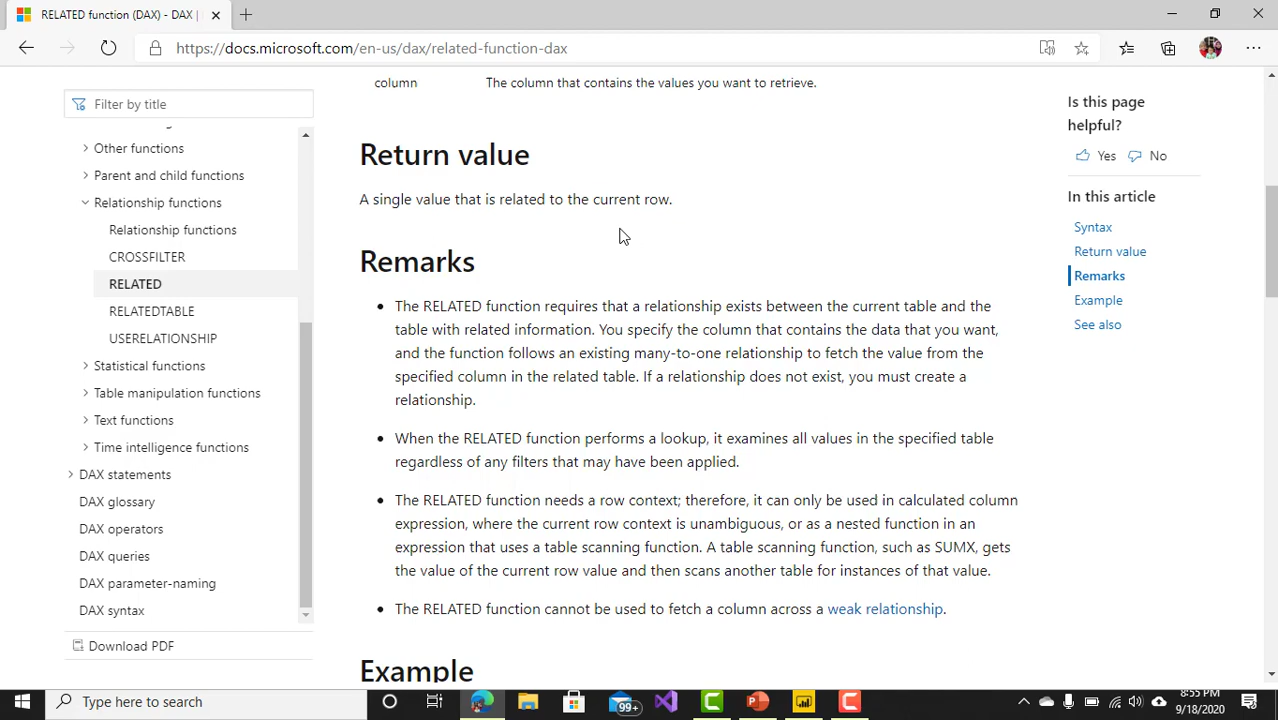 RELATED function (DAX) - DAX |
https://docs.microsoft.com/en-us/dax/related-function-dax
Filter by title
Other functions
Parent and child functions
Relationship functions
Relationship functions
CROSSFILTER
RELATED
RELATEDTABLE
USERELATIONSHIP
Statistical functions
Table manipulation functions
Text functions
Time intelligence functions
DAX statements
DAX glossary
DAX operators
DAX queries
DAX parameter-naming
DAX syntax
Download PDF
column The column that contains the values you want to retrieve.
Return value
A single value that is related to the current row.
Remarks
• The RELATED function requires that a relationship exists between the current table and the
table with related information. You specify the column that contains the data that you want,
and the function follows an existing many-to-one relationship to fetch the value from the
specified column in the related table. If a relationship does not exist, you must create a
relationship.
• When the RELATED function performs a lookup, it examines all values in the specified table
regardless of any filters that may have been applied.
• The RELATED function needs a row context; therefore, it can only be used in calculated column
expression, where the current row context is unambiguous, or as a nested function in an
expression that uses a table scanning function. A table scanning function, such as SUMX, gets
the value of the current row value and then scans another table for instances of that value.
• The RELATED function cannot be used to fetch a column across a weak relationship.
Example
Is this page
helpful?
Yes No
In this article
Syntax
Return value
Remarks
Example
See also
Type here to search
99+
8:55 PM
9/18/2020